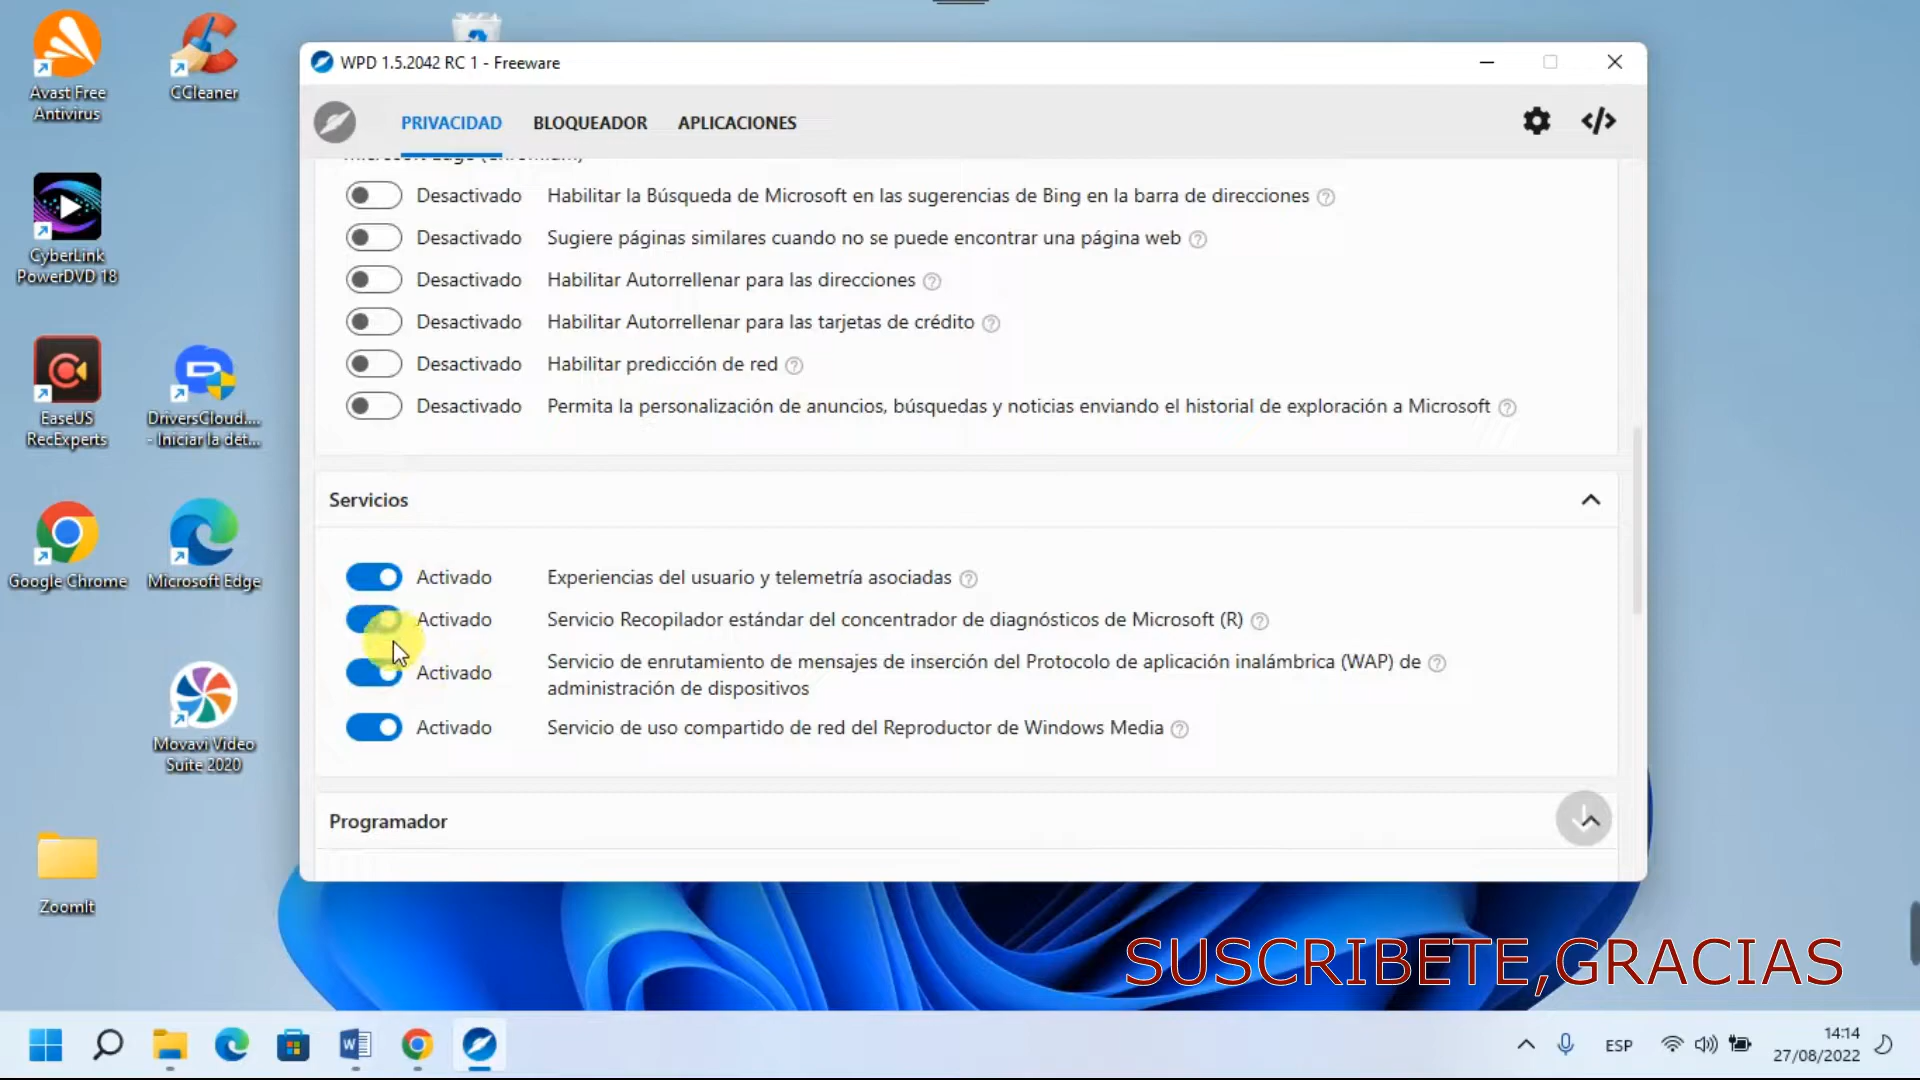 Avast Free
Antivirus
CCleaner
CyberLink
PowerDVD 18
EaseUS
RecExperts
DriversCloud....
- Iniciar la det...
Google Chrome
Microsoft Edge
Movavi Video
Suite 2020
ZoomIt
WPD 1.5.2042 RC 1 - Freeware
PRIVACIDAD
BLOQUEADOR
APLICACIONES
Microsoft Edge (Chromium)
Desactivado Habilitar la Búsqueda de Microsoft en las sugerencias de Bing en la barra de direcciones
Desactivado Sugiere páginas similares cuando no se puede encontrar una página web
Desactivado Habilitar Autorrellenar para las direcciones
Desactivado Habilitar Autorrellenar para las tarjetas de crédito
Desactivado Habilitar predicción de red
Desactivado Permita la personalización de anuncios, búsquedas y noticias enviando el historial de exploración a Microsoft
Servicios
Activado Experiencias del usuario y telemetría asociadas
Activado Servicio Recopilador estándar del concentrador de diagnósticos de Microsoft (R)
Activado Servicio de enrutamiento de mensajes de inserción del Protocolo de aplicación inalámbrica (WAP) de
administración de dispositivos
Activado Servicio de uso compartido de red del Reproductor de Windows Media
Programador
SUSCRIBETE,GRACIAS
ESP
14:14
27/08/2022